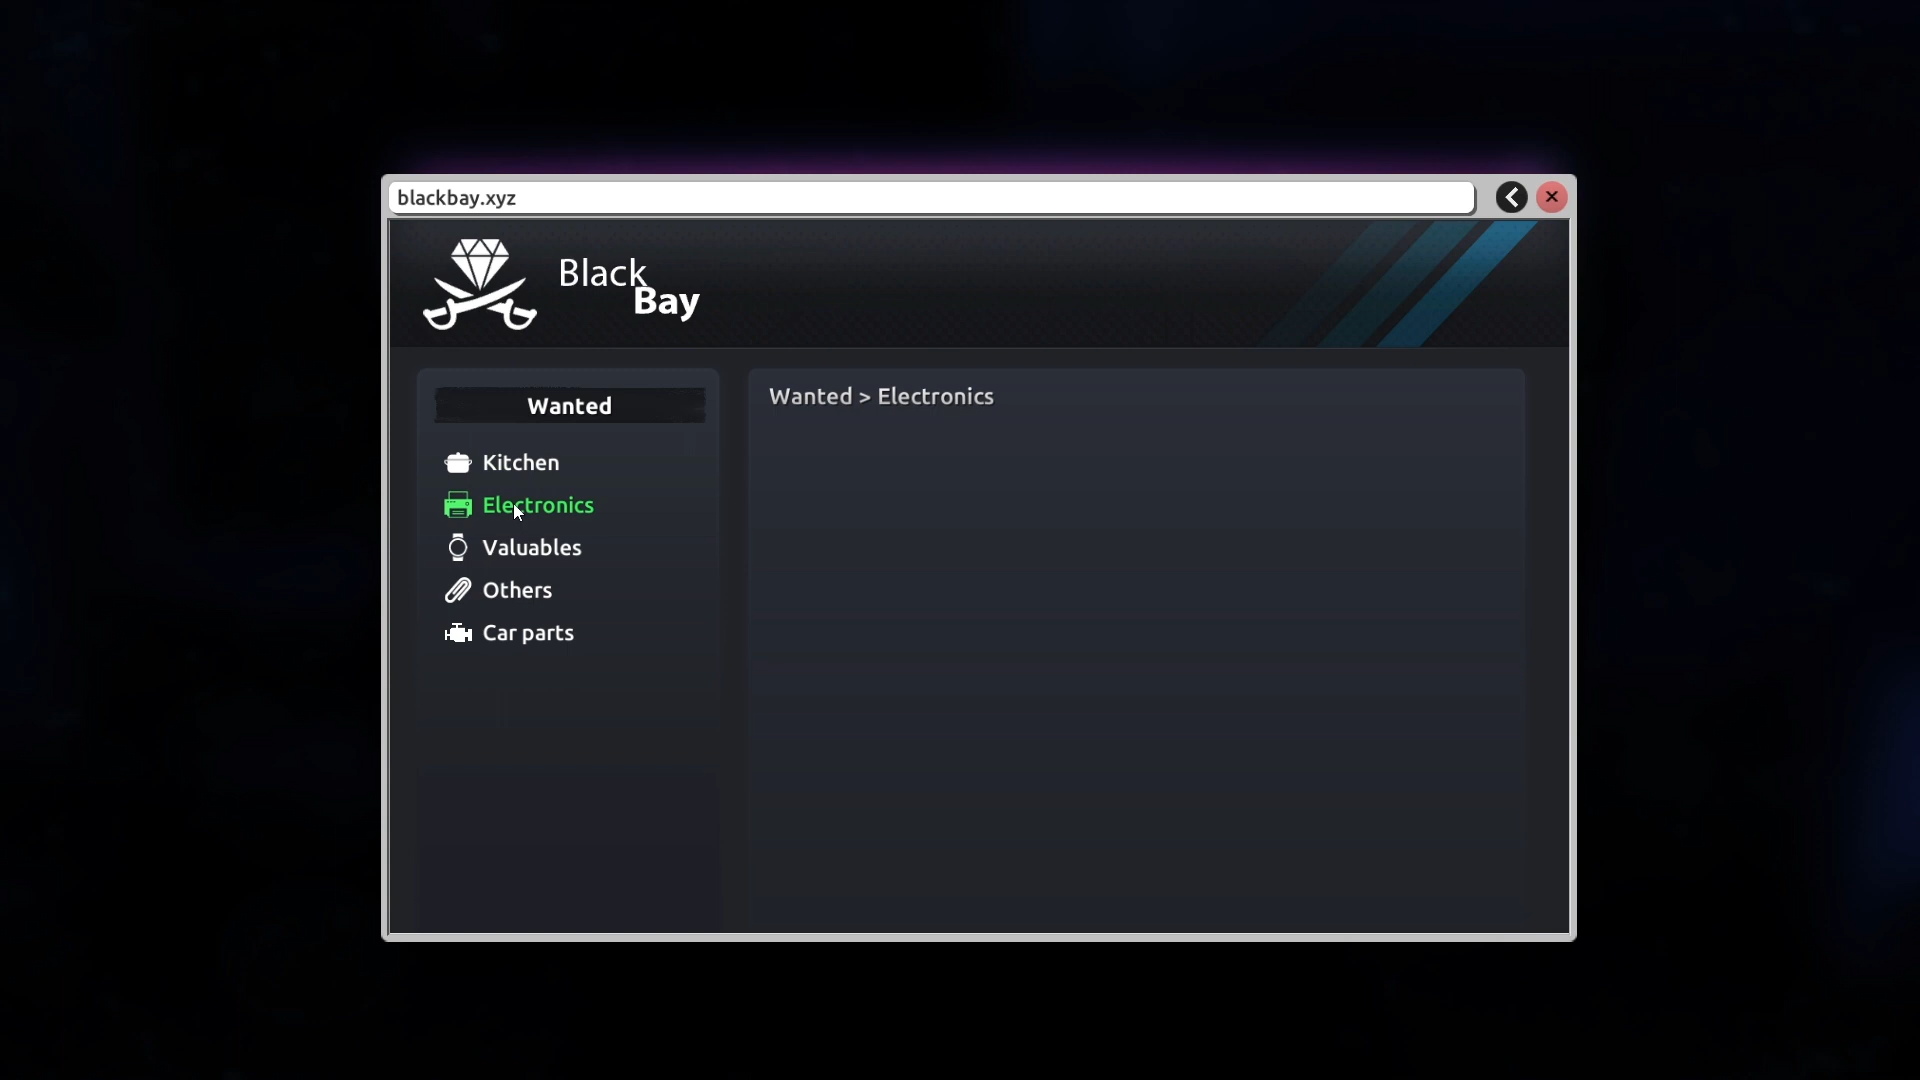 blackbay.xyz
Black
Bay
Wanted
Kitchen
Electronics
Valuables
Others
Car parts
Wanted > Electronics